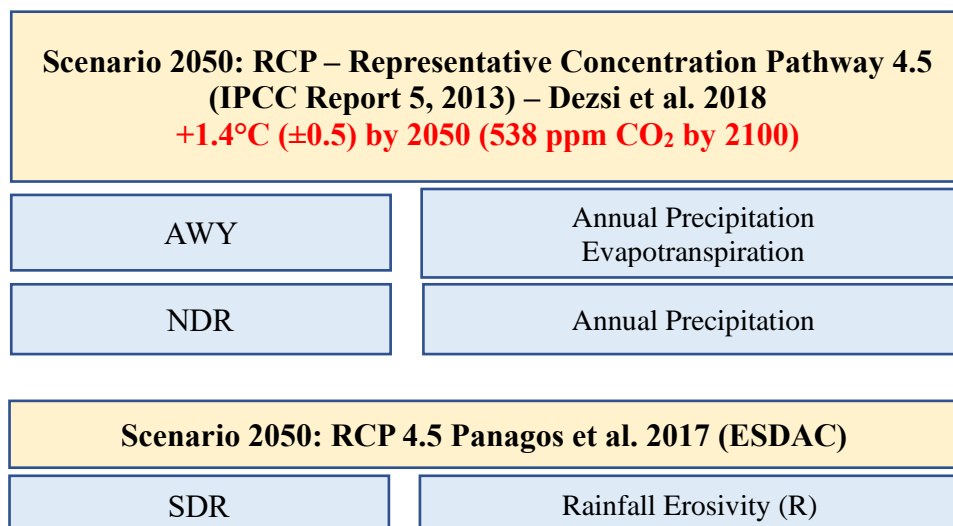 Scenario 2050: RCP – Representative Concentration Pathway 4.5
(IPCC Report 5, 2013) – Dezsi et al. 2018
+1.4°C (±0.5) by 2050 (538 ppm CO₂ by 2100)
AWY
Annual Precipitation
Evapotranspiration
NDR
Annual Precipitation
Scenario 2050: RCP 4.5 Panagos et al. 2017 (ESDAC)
SDR
Rainfall Erosivity (R)